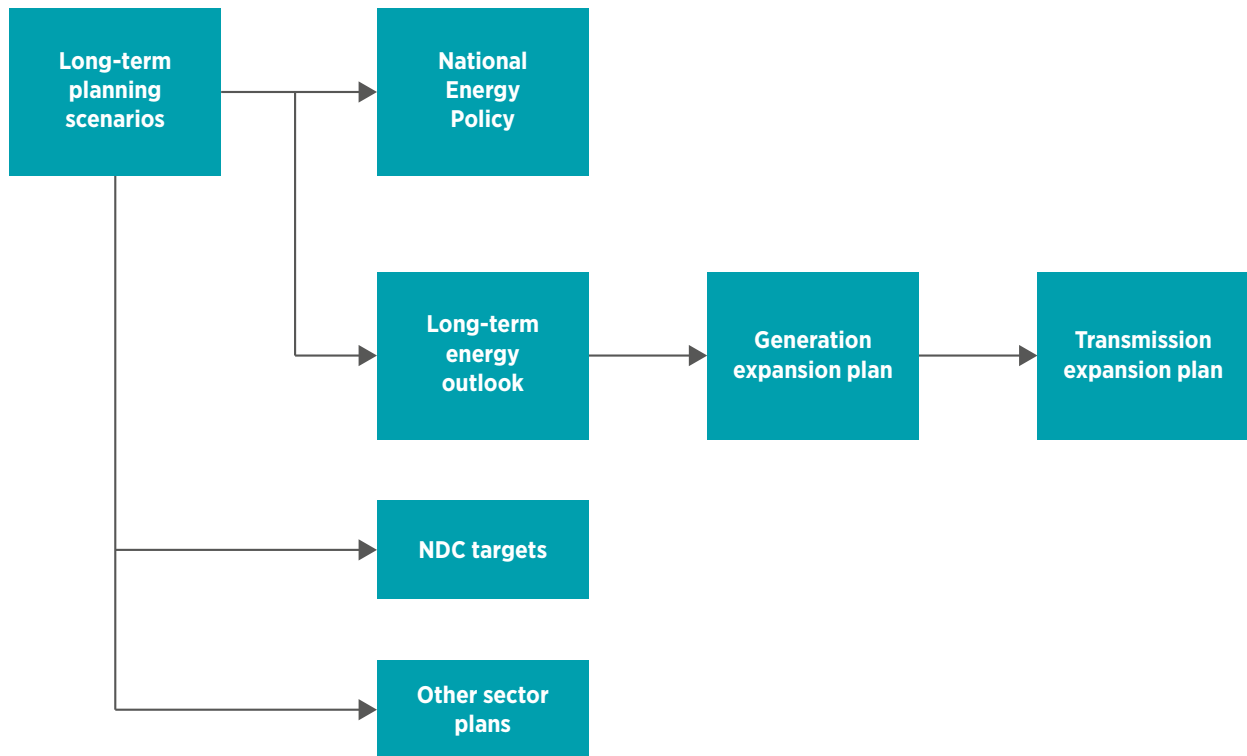 Long-term
planning
scenarios
National
Energy
Policy
Long-term
energy
outlook
Generation
expansion plan
Transmission
expansion plan
NDC targets
Other sector
plans